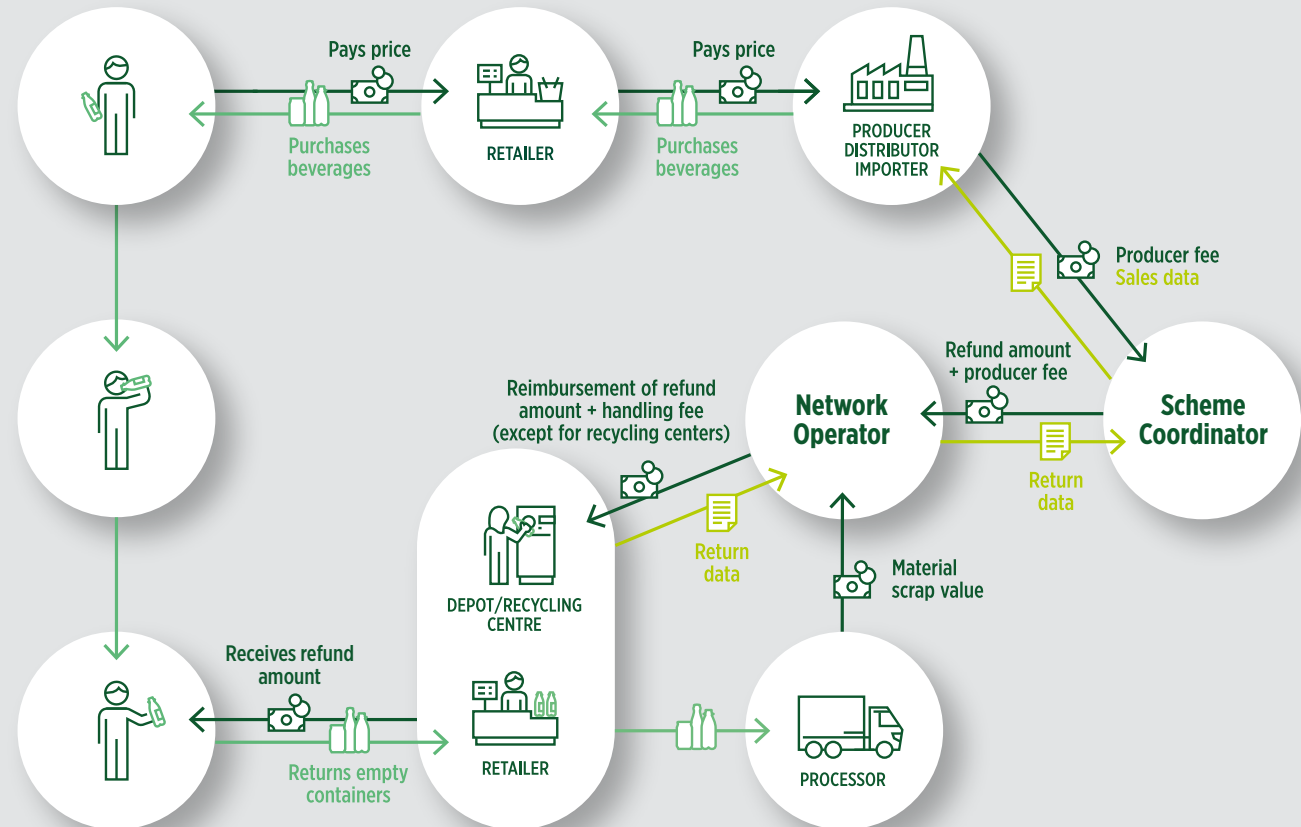 Pays price
Purchases
beverages
RETAILER
Pays price
Purchases
beverages
PRODUCER
DISTRIBUTOR
IMPORTER
Producer fee
Sales data
Refund amount
+ producer fee
Network
Operator
Scheme
Coordinator
Return
data
Reimbursement of refund
amount + handling fee
(except for recycling centers)
Return
data
DEPOT/RECYCLING
CENTRE
Material
scrap value
Receives refund
amount
Returns empty
containers
RETAILER
PROCESSOR